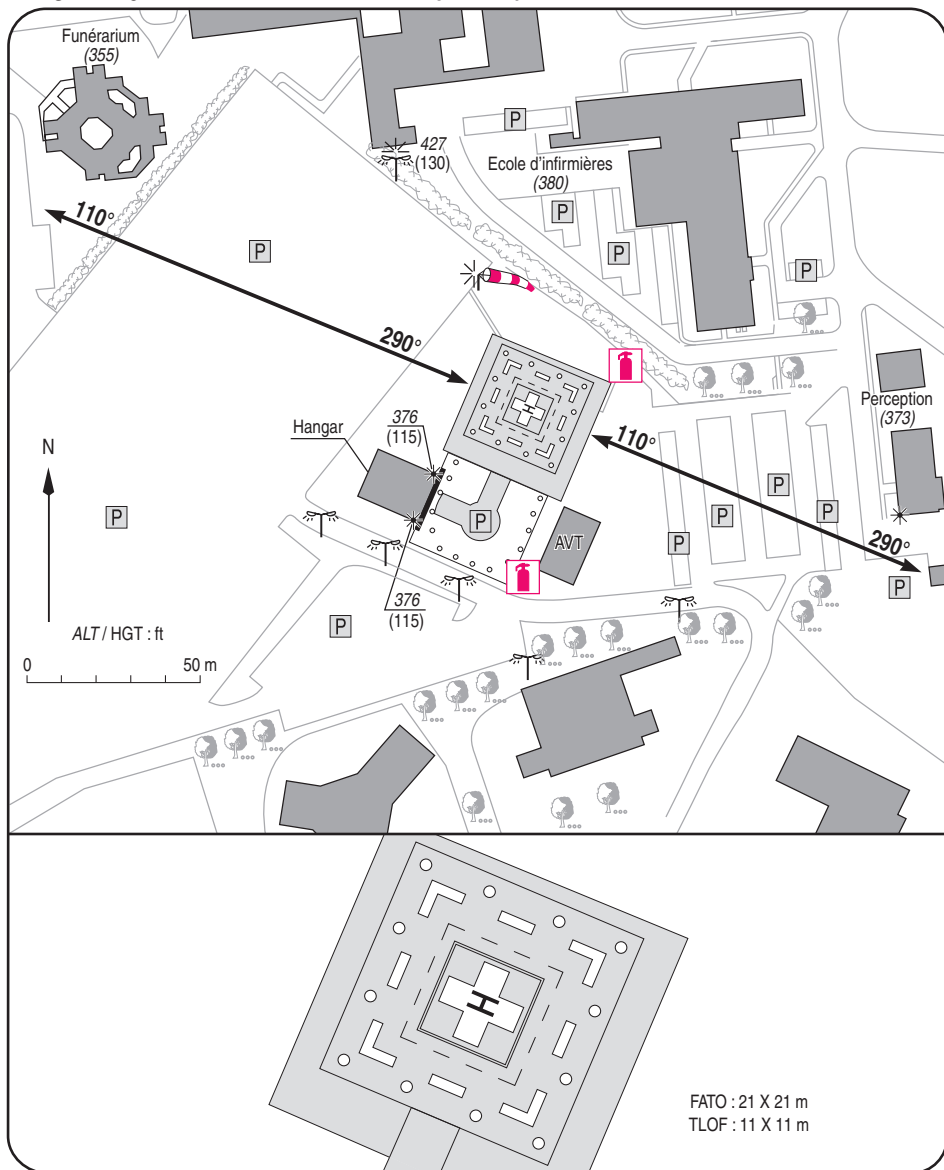 Funérarium
(355)
427
(130)
P
Ecole d'infirmières
(380)
110°
P
P
P
P
290°
Perception
(373)
376
(115)
Hangar
110°
N
P
P
P
P
P
P
AVT
290°
P
376
(115)
P
ALT / HGT : ft
0 50 m
H
H
FATO : 21 X 21 m
TLOF : 11 X 11 m